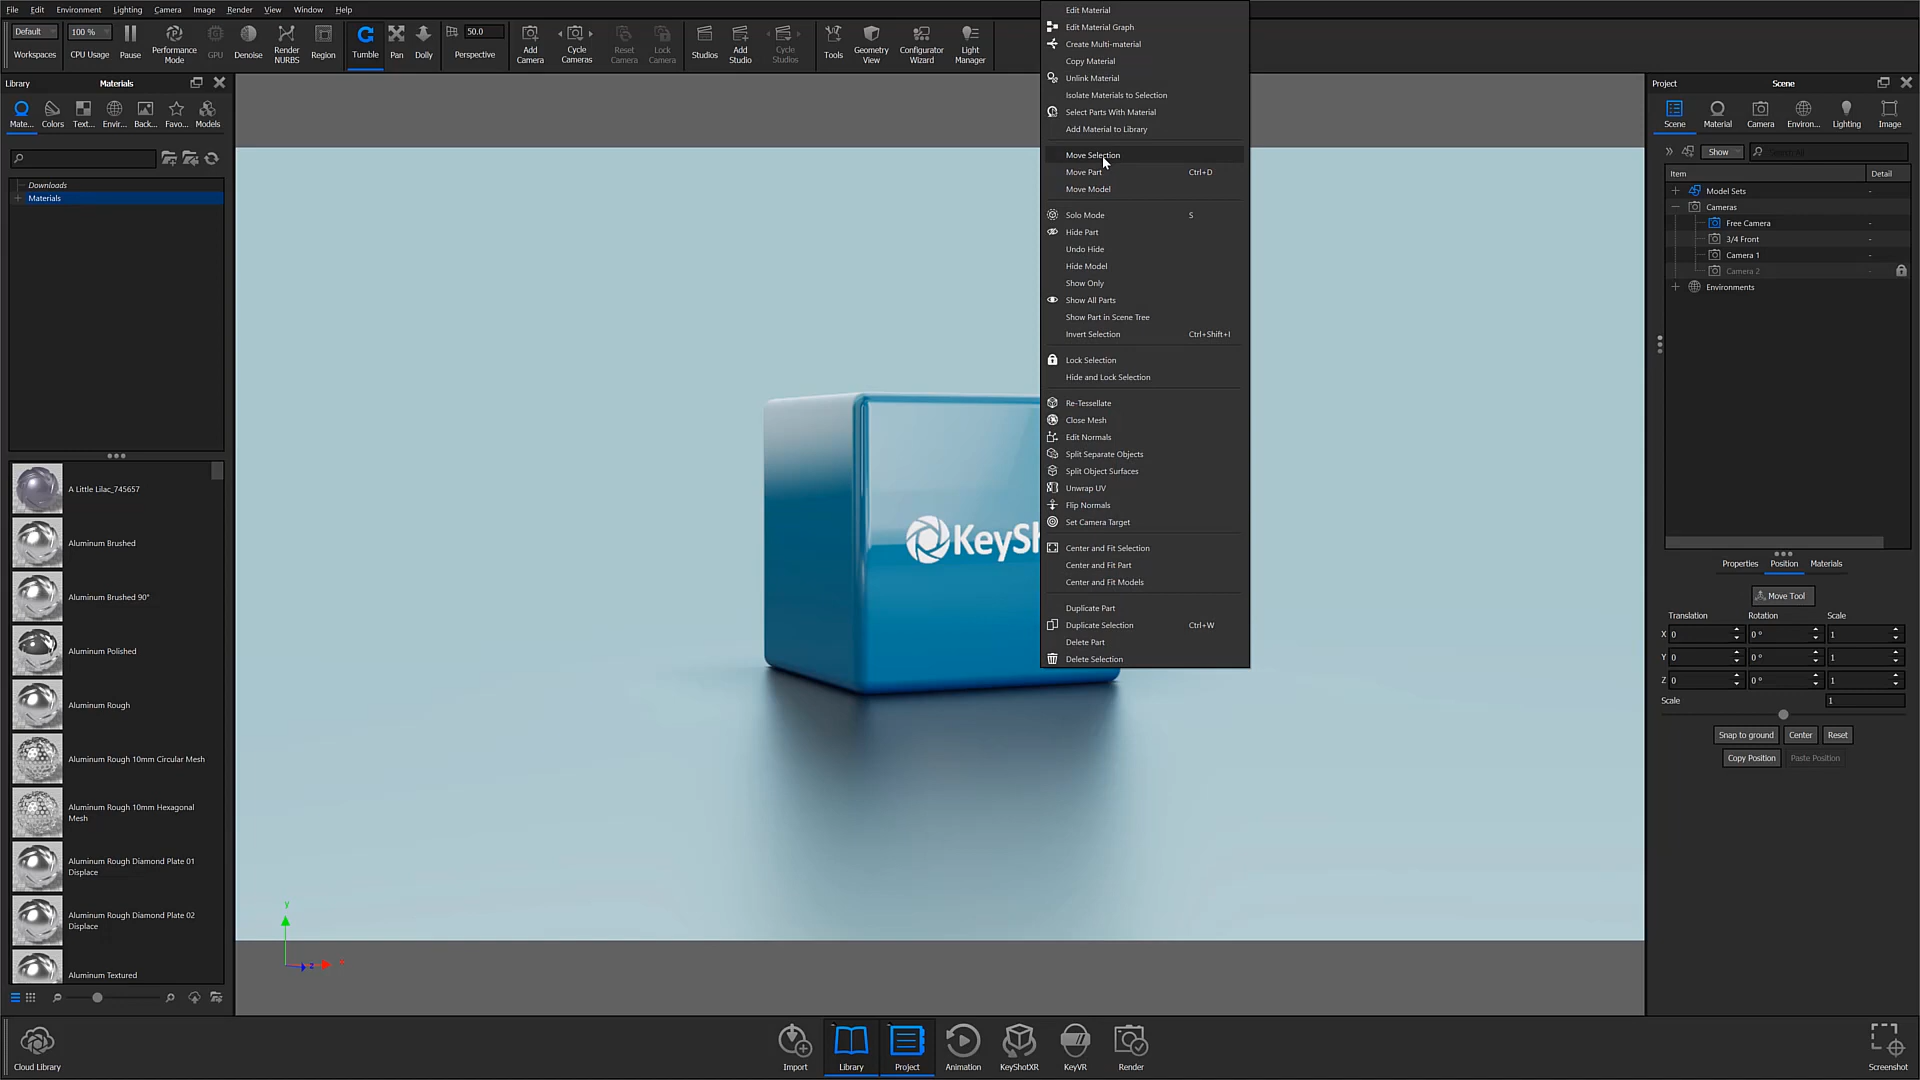 File Edit Environment Lighting Camera Image Render View Window Help
Default 100 % 50.0
Workspaces CPU Usage Pause Performance Mode GPU Denoise Render NURBS Region Tumble Pan Dolly Perspective Add Camera Cycle Cameras Reset Camera Lock Camera Studios Add Studio Cycle Studios Tools Geometry View Configurator Wizard Light Manager
Library Materials
Mate... Colors Text... Envir... Back... Favo... Models
Downloads
Materials
A Little Lilac_745657
Aluminum Brushed
Aluminum Brushed 90°
Aluminum Polished
Aluminum Rough
Aluminum Rough 10mm Circular Mesh
Aluminum Rough 10mm Hexagonal
Mesh
Aluminum Rough Diamond Plate 01
Displace
Aluminum Rough Diamond Plate 02
Displace
Aluminum Textured
KeySh
y
z
Edit Material
Edit Material Graph
Create Multi-material
Copy Material
Unlink Material
Isolate Materials to Selection
Select Parts With Material
Add Material to Library
Move Selection
Move Part Ctrl+D
Move Model
Solo Mode S
Hide Part
Undo Hide
Hide Model
Show Only
Show All Parts
Show Part in Scene Tree
Invert Selection Ctrl+Shift+I
Lock Selection
Hide and Lock Selection
Re-Tessellate
Close Mesh
Edit Normals
Split Separate Objects
Split Object Surfaces
Unwrap UV
Flip Normals
Set Camera Target
Center and Fit Selection
Center and Fit Part
Center and Fit Models
Duplicate Part
Duplicate Selection Ctrl+W
Delete Part
Delete Selection
Project Scene
Scene Material Camera Environ... Lighting Image
Show
Item Detail
Model Sets -
Cameras
Free Camera -
3/4 Front -
Camera 1 -
Camera 2 -
Environments
Properties Position Materials
Move Tool
Translation Rotation Scale
X 0 0 ° 1
Y 0 0 ° 1
Z 0 0 ° 1
Scale 1
Snap to ground Center Reset
Copy Position Paste Position
Cloud Library Import Library Project Animation KeyShotXR KeyVR Render Screenshot